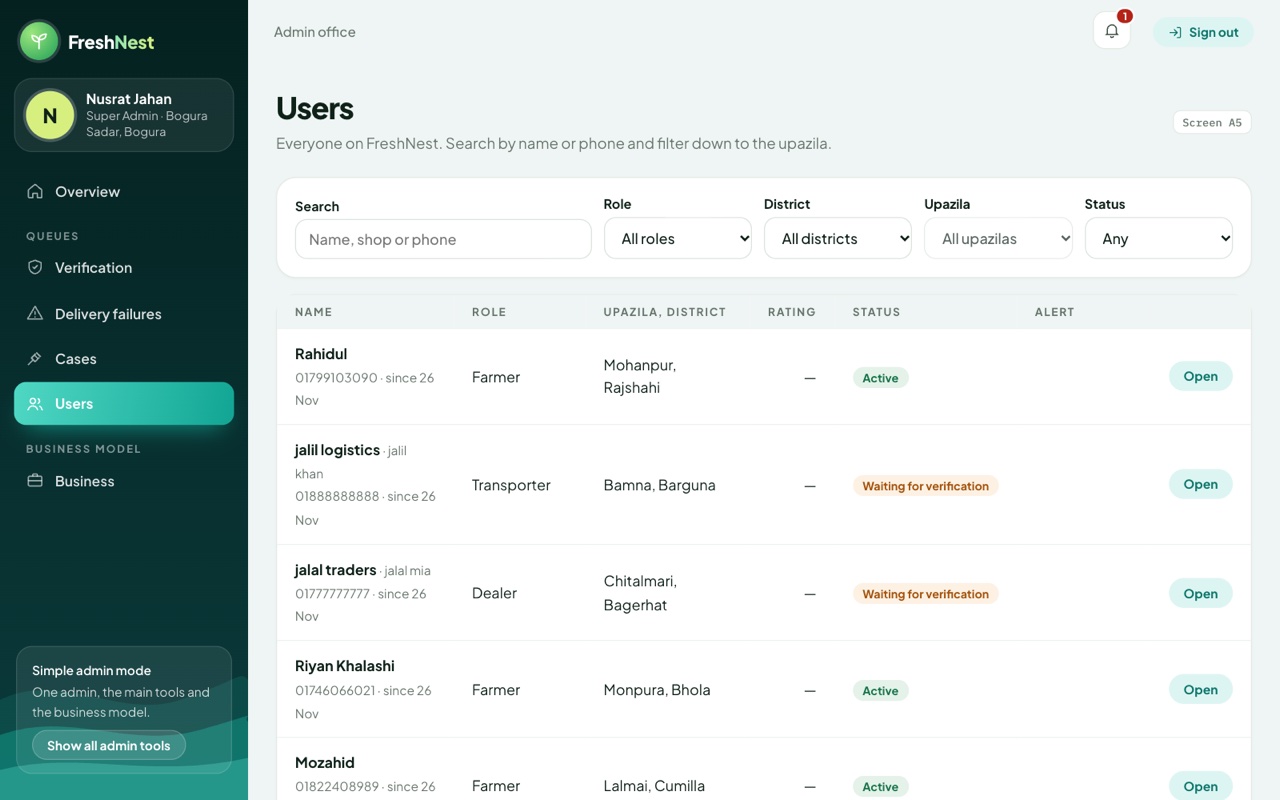 FreshNest
N
Nusrat Jahan
Super Admin · Bogura
Sadar, Bogura
Overview
QUEUES
Verification
Delivery failures
Cases
Users
BUSINESS MODEL
Business
Simple admin mode
One admin, the main tools and
the business model.
Show all admin tools
Admin office
1
Sign out
Users
Everyone on FreshNest. Search by name or phone and filter down to the upazila.
Screen A5
Search
Role
District
Upazila
Status
Name, shop or phone
All roles
All districts
All upazilas
Any
NAME ROLE UPAZILA, DISTRICT RATING STATUS ALERT
Rahidul
01799103090 · since 26
Nov
Farmer
Mohanpur,
Rajshahi
—
Active
Open
jalil logistics · jalil
khan
01888888888 · since 26
Nov
Transporter
Bamna, Barguna
—
Waiting for verification
Open
jalal traders · jalal mia
01777777777 · since 26
Nov
Dealer
Chitalmari,
Bagerhat
—
Waiting for verification
Open
Riyan Khalashi
01746066021 · since 26
Nov
Farmer
Monpura, Bhola
—
Active
Open
Mozahid
01822408989 · since 26
Farmer
Lalmai, Cumilla
—
Active
Open